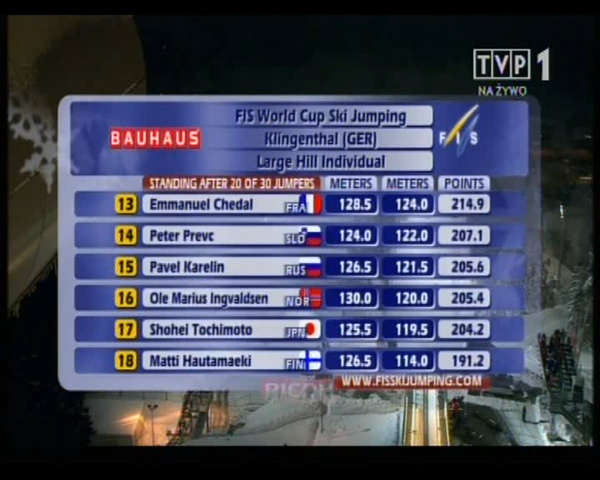 TVP1
NA ŻYWO
FIS World Cup Ski Jumping
BAUHAUS Klingenthal (GER) FIS
Large Hill Individual
STANDING AFTER 20 OF 30 JUMPERS METERS METERS POINTS
13 Emmanuel Chedal FRA 128.5 124.0 214.9
14 Peter Prevc SLO 124.0 122.0 207.1
15 Pavel Karelin RUS 126.5 121.5 205.6
16 Ole Marius Ingvaldsen NOR 130.0 120.0 205.4
17 Shohei Tochimoto JPN 125.5 119.5 204.2
18 Matti Hautamaeki FIN 126.5 114.0 191.2
RICOH
WWW.FISSKIJUMPING.COM